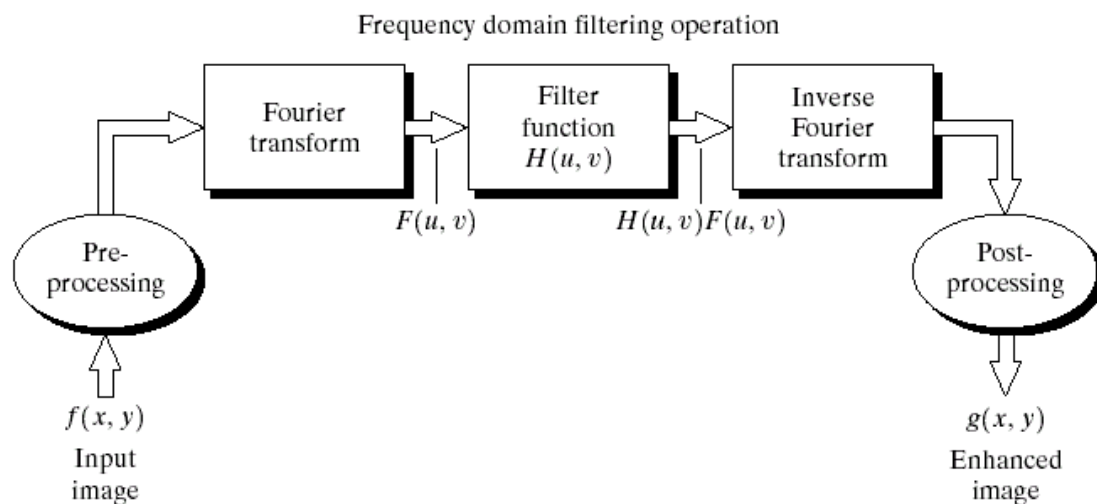 Frequency domain filtering operation
Fourier
transform
Filter
function
H(u, v)
Inverse
Fourier
transform
F(u, v)
H(u, v)F(u, v)
Pre-
processing
Post-
processing
f(x, y)
Input
image
g(x, y)
Enhanced
image